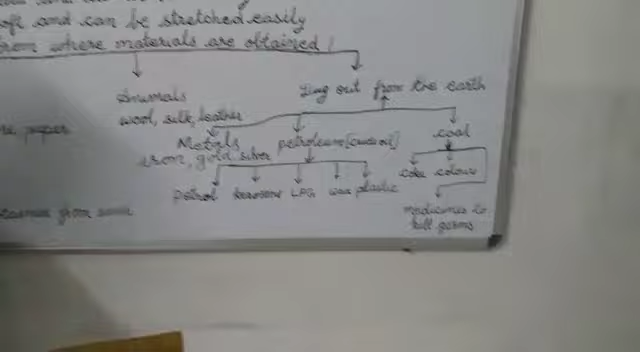 oft and can be stretched easily
from where materials are obtained
Animals
wool, silk, leather
Dug out from the earth
paper
Metals
iron, gold, silver
petroleum (crude oil)
coal
Petrol kerosene LPG wax plastic
coke colours
medicines to
kill germs